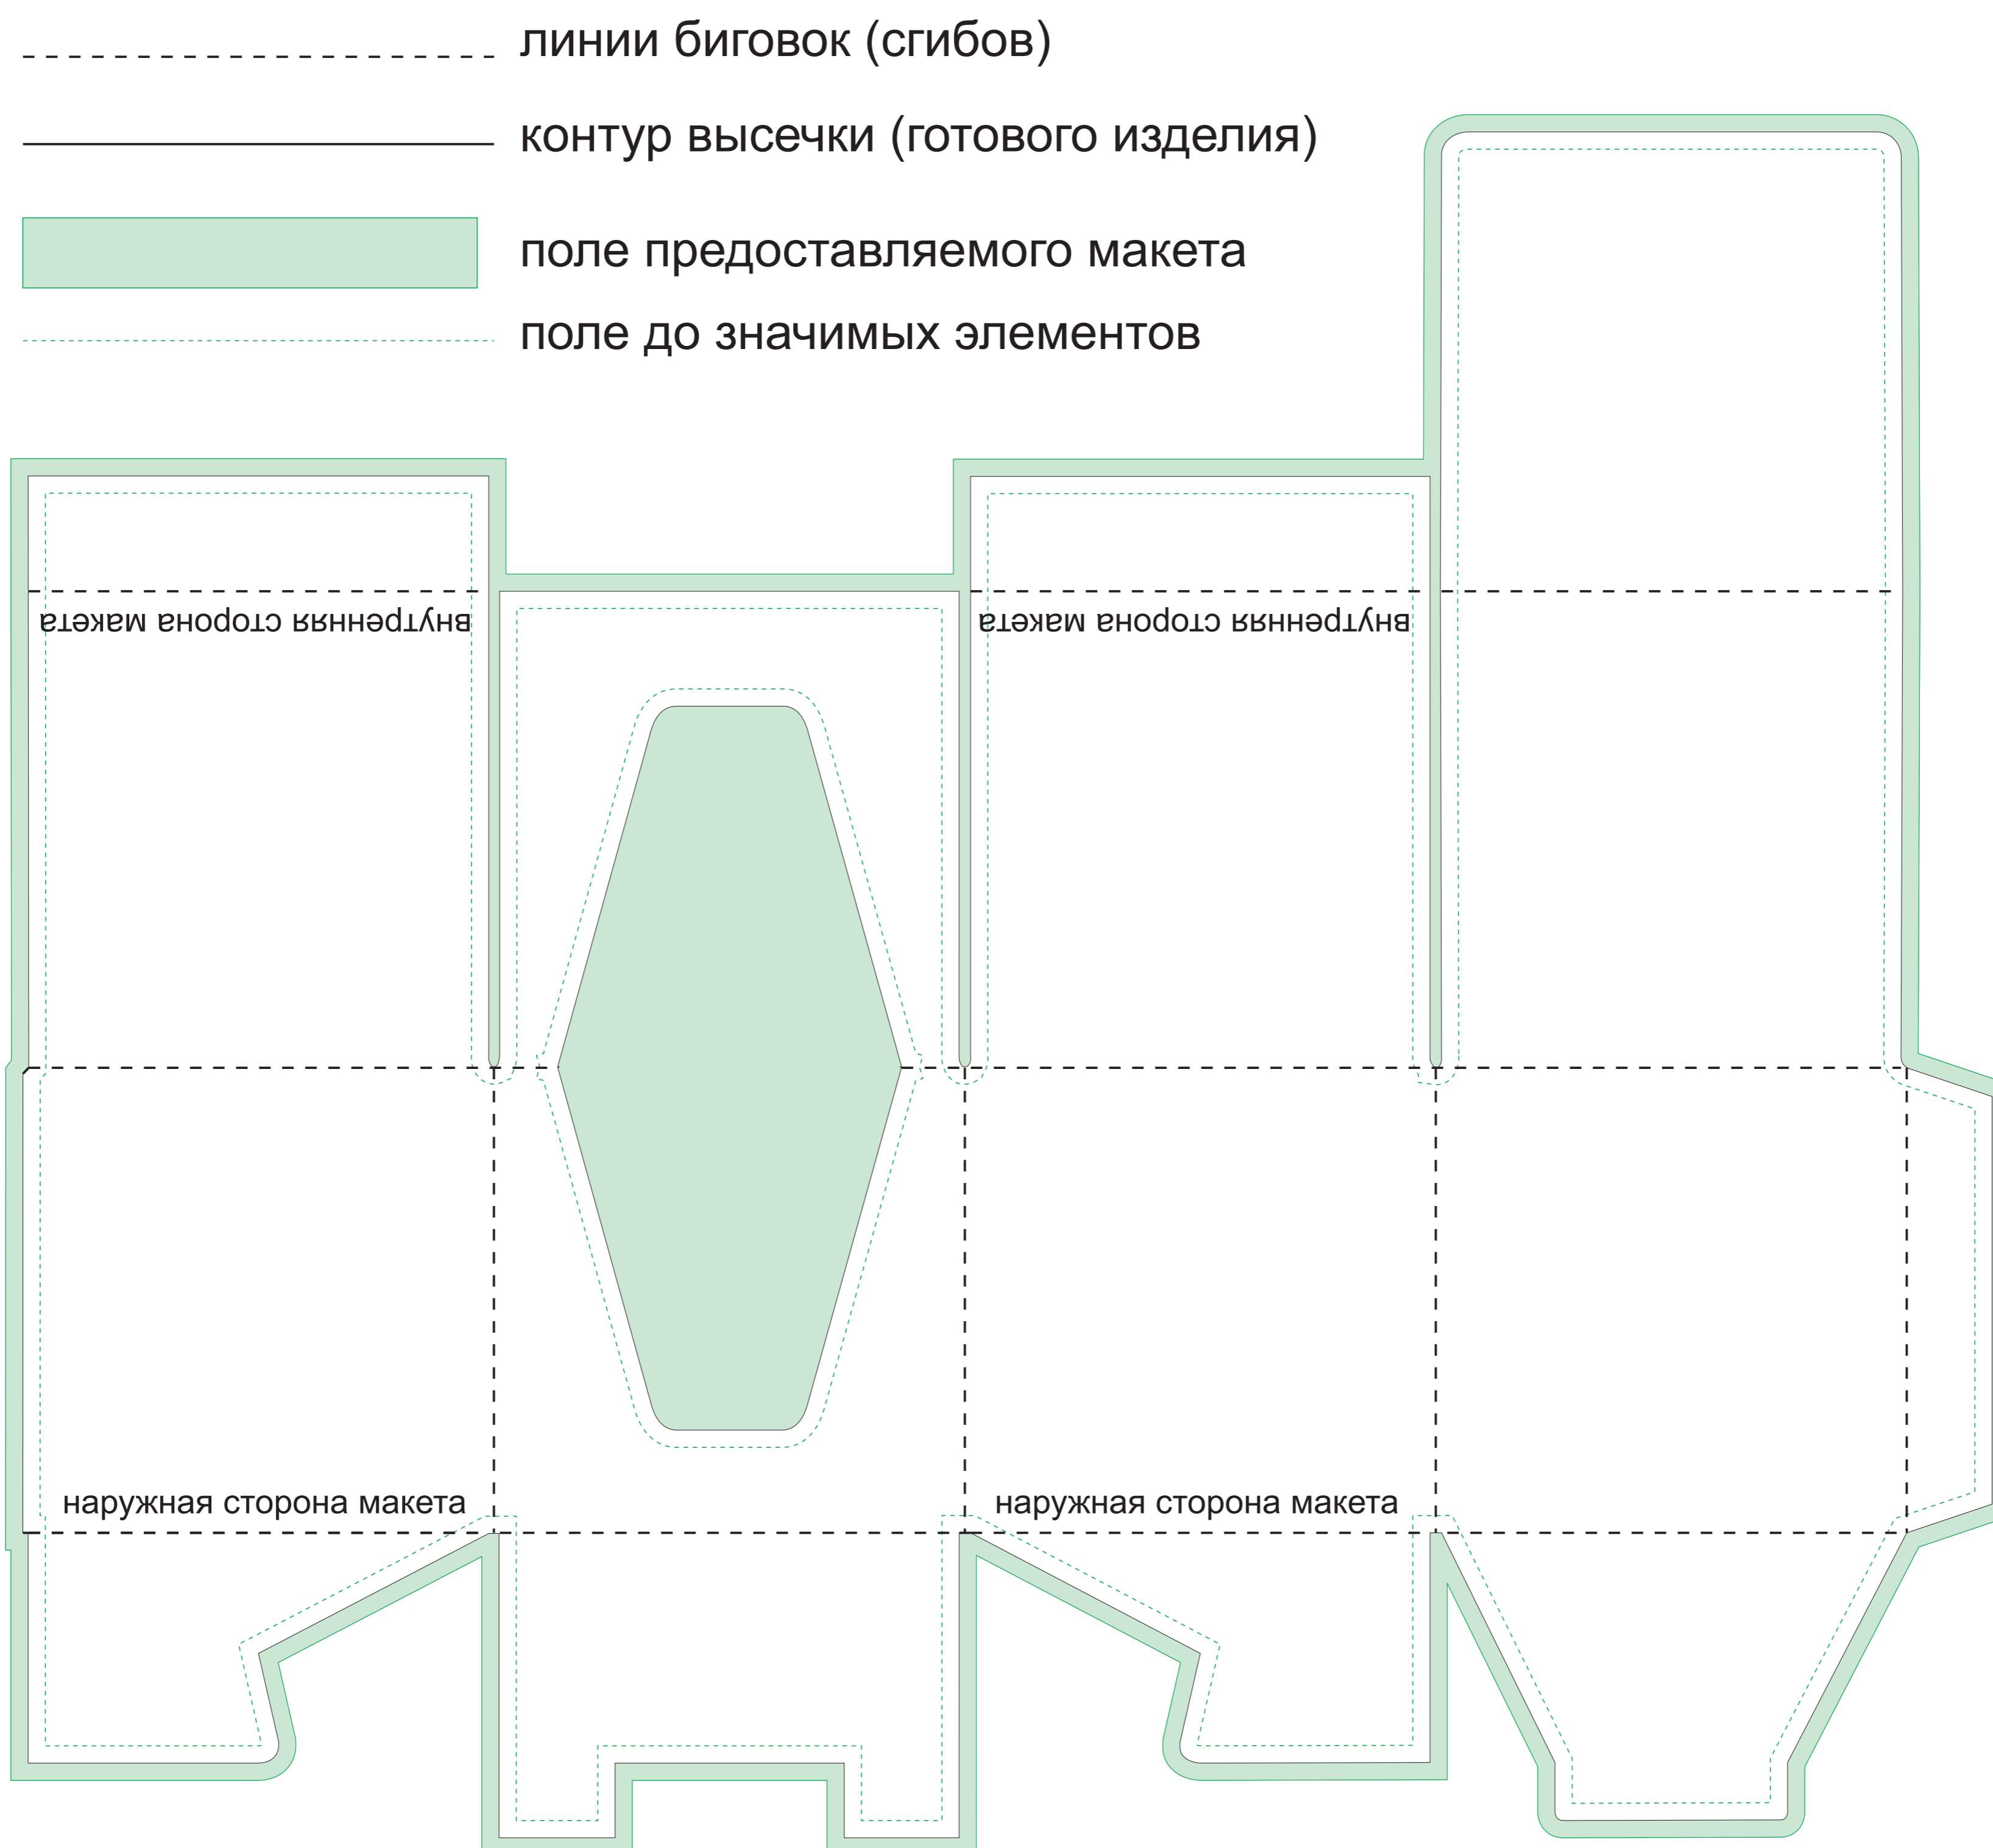 линии биговок (сгибов)
контур высечки (готового изделия)
поле предоставляемого макета
поле до значимых элементов
внутренняя сторона макета
внутренняя сторона макета
наружная сторона макета
наружная сторона макета